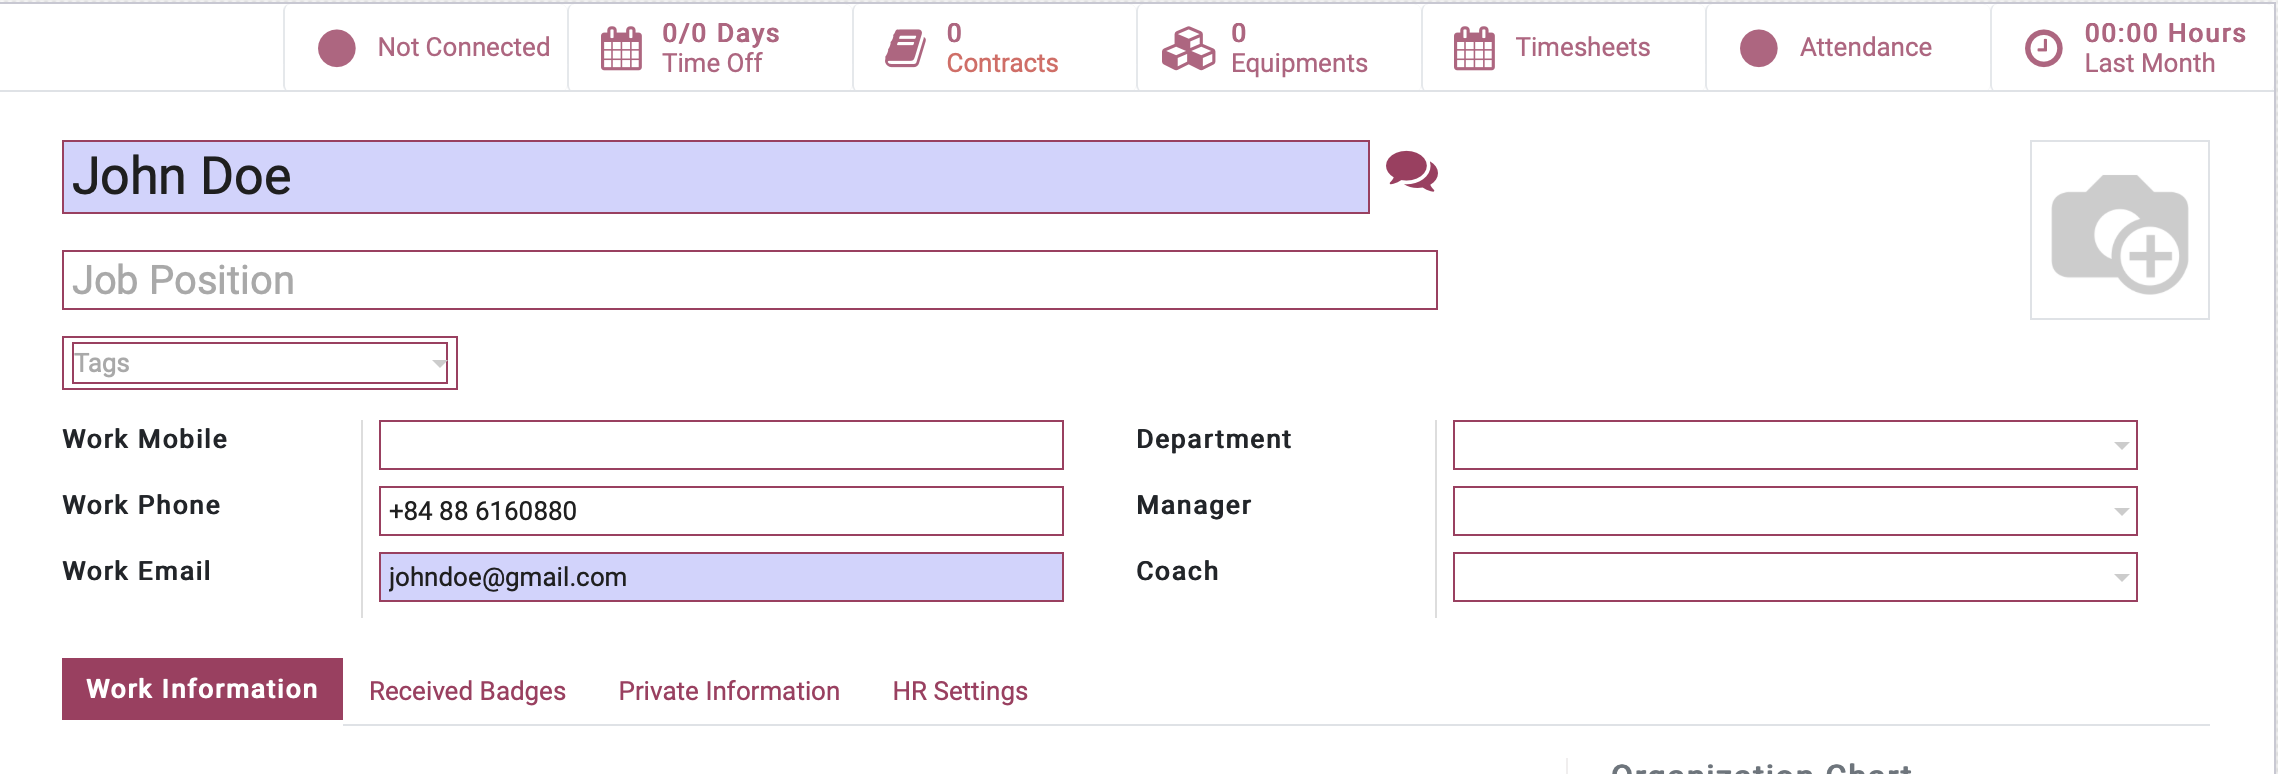 Not Connected
0/0 Days
Time Off
0
Contracts
0
Equipments
Timesheets
Attendance
00:00 Hours
Last Month
John Doe
Job Position
Tags
Work Mobile
Department
Work Phone
+84 88 6160880
Manager
Work Email
johndoe@gmail.com
Coach
Work Information
Received Badges
Private Information
HR Settings
Organization Chart